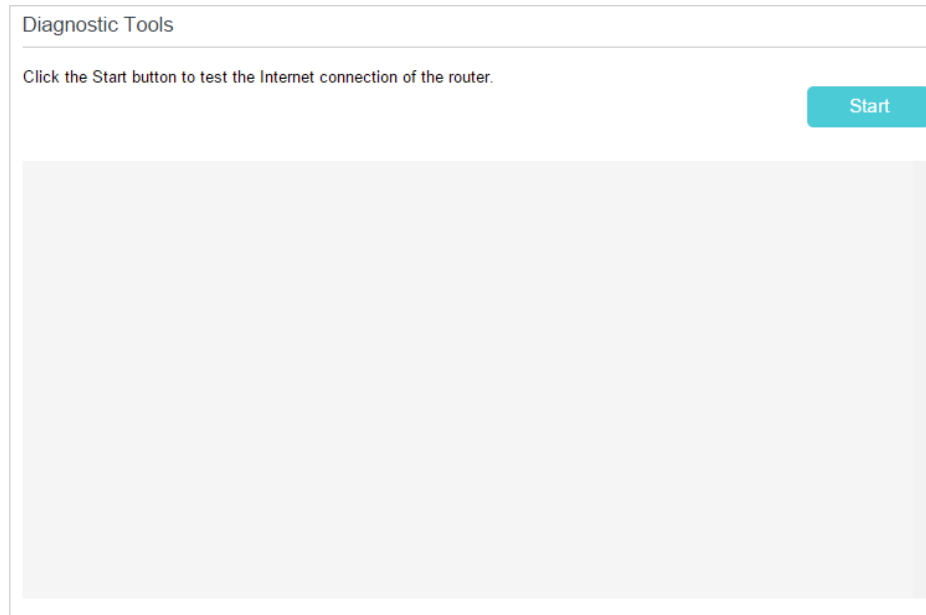 Diagnostic Tools
Click the Start button to test the Internet connection of the router.
Start